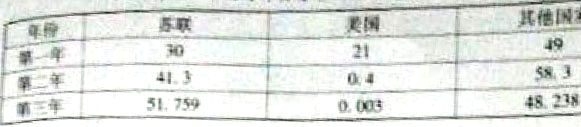 年份 苏联 美国 其他国
第一年 30 21 49
第二年 41.3 0.4 58.3
第三年 51.759 0.003 48.238